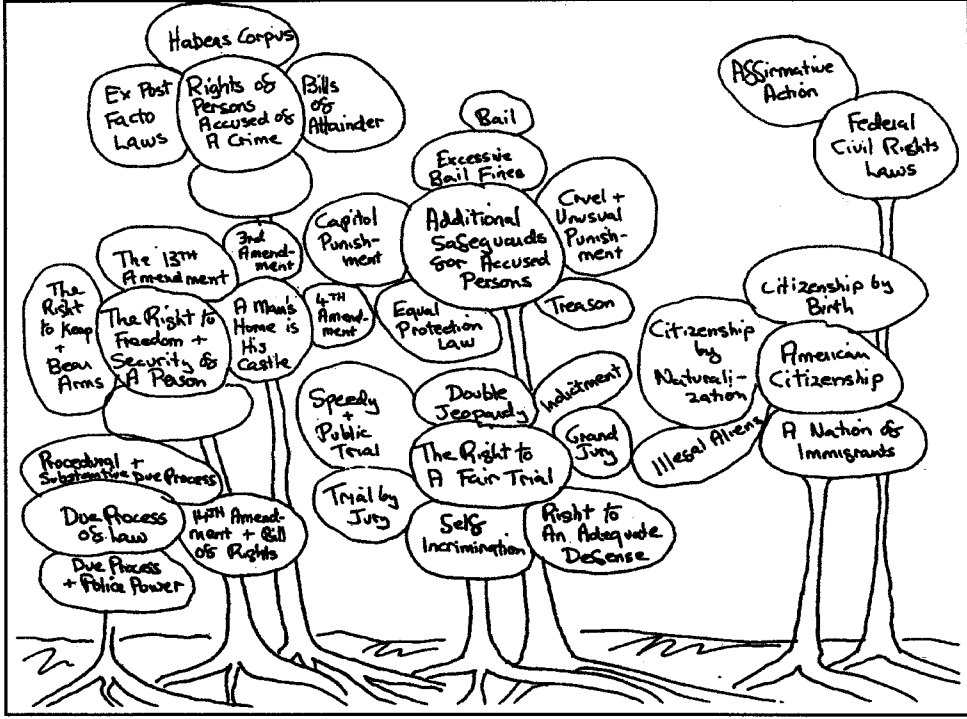 Habeas Corpus
Ex Post
Facto
Laws
Rights of
Persons
Accused of
A Crime
Bills
of
Attainder
Bail
Excessive
Bail Fines
Affirmative
Action
Federal
Civil Rights
Laws
Capitol
Punish-
ment
Additional
Safeguads
for Accused
Persons
Cruel +
Unusual
Punish-
ment
The 13TH
Amendment
3rd
Amend-
ment
The
Right
to Keep
+
Bear
Arms
The Right to
Freedom +
Security of
A Person
A Man's
Home is
His
Castle
4TH
Amend-
ment
Equal
Protection
Law
Treason
Citizenship by
Birth
Citizenship
by
Naturali-
zation
American
Citizenship
Illegal Aliens
A Nation of
Immigrants
Speedy
+
Public
Trial
Double
Jeopardy
Indictment
The Right to
A Fair Trial
Grand
Jury
Trial by
Jury
Self
Incrimination
Right to
An Adequate
Defense
Procedural +
Substantive Due Process
Due Process
of Law
14TH Amend-
ment + Bill
of Rights
Due Process
+ Police Power